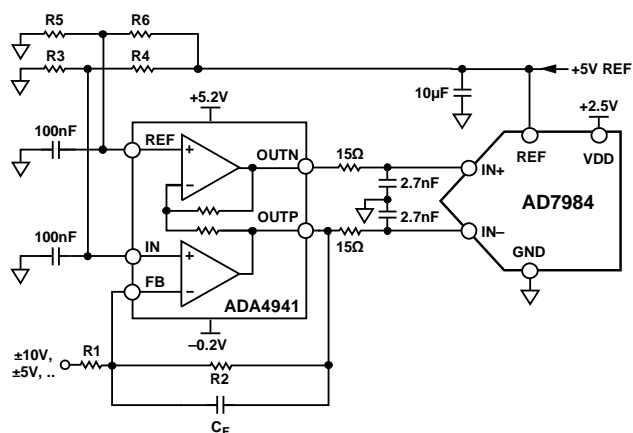 R5
R6
R3
R4
+5V REF
10µF
+5.2V
+2.5V
100nF
REF
OUTN
15Ω
REF
VDD
IN+
2.7nF
AD7984
OUTP
2.7nF
100nF
15Ω
IN–
IN
GND
FB
ADA4941
–0.2V
±10V,
±5V, ..
R1
R2
CF